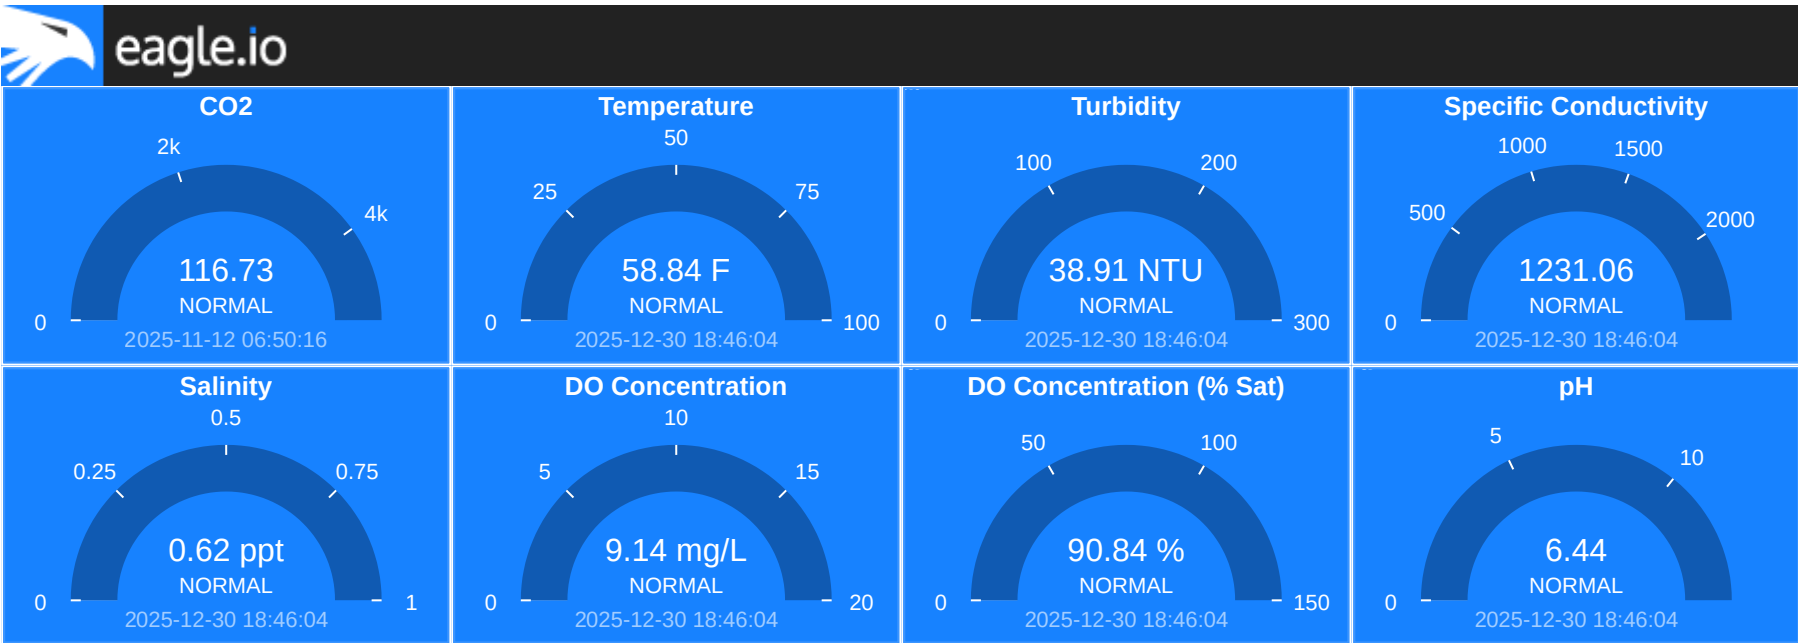 eagle.io
CO2
2k
4k
0
116.73
NORMAL
2025-11-12 06:50:16
Temperature
50
25
75
0
100
58.84 F
NORMAL
2025-12-30 18:46:04
Turbidity
100
200
0
300
38.91 NTU
NORMAL
2025-12-30 18:46:04
Specific Conductivity
1000
1500
500
2000
0
1231.06
NORMAL
2025-12-30 18:46:04
Salinity
0.5
0.25
0.75
0
1
0.62 ppt
NORMAL
2025-12-30 18:46:04
DO Concentration
10
5
15
0
20
9.14 mg/L
NORMAL
2025-12-30 18:46:04
DO Concentration (% Sat)
50
100
0
150
90.84 %
NORMAL
2025-12-30 18:46:04
pH
5
10
0
6.44
NORMAL
2025-12-30 18:46:04